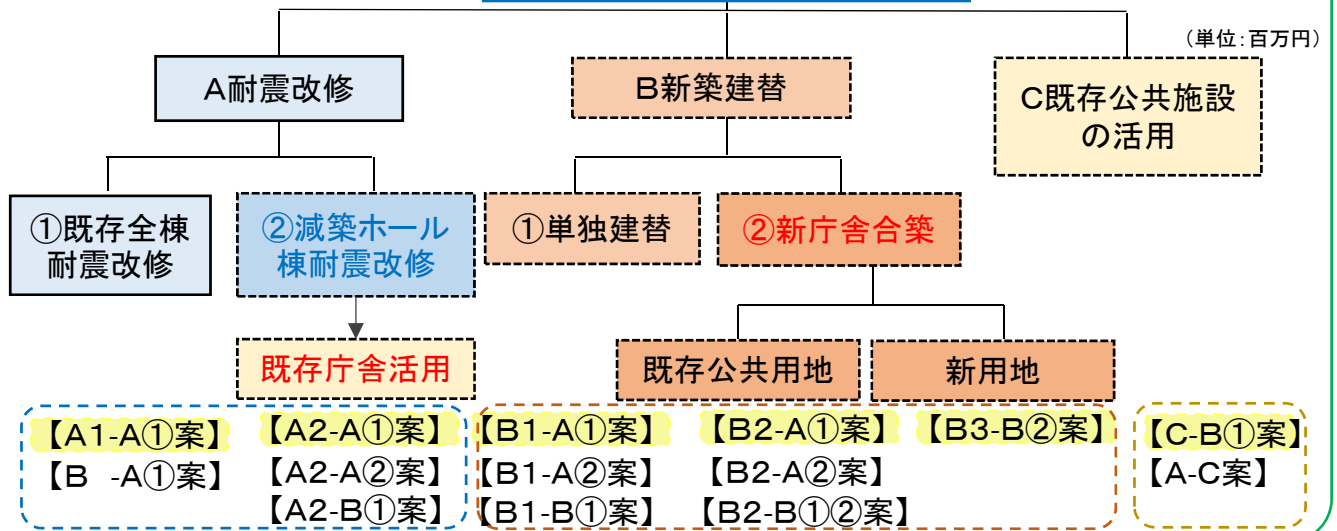 （単位：百万円）
A耐震改修
B新築建替
C既存公共施設
の活用
①既存全棟
耐震改修
②減築ホール
棟耐震改修
①単独建替
②新庁舎合築
既存庁舎活用
既存公共用地
新用地
【A1-A①案】
【B -A①案】
【A2-A①案】
【A2-A②案】
【A2-B①案】
【B1-A①案】
【B1-A②案】
【B1-B①案】
【B2-A①案】
【B2-A②案】
【B2-B①②案】
【B3-B②案】
【C-B①案】
【A-C案】